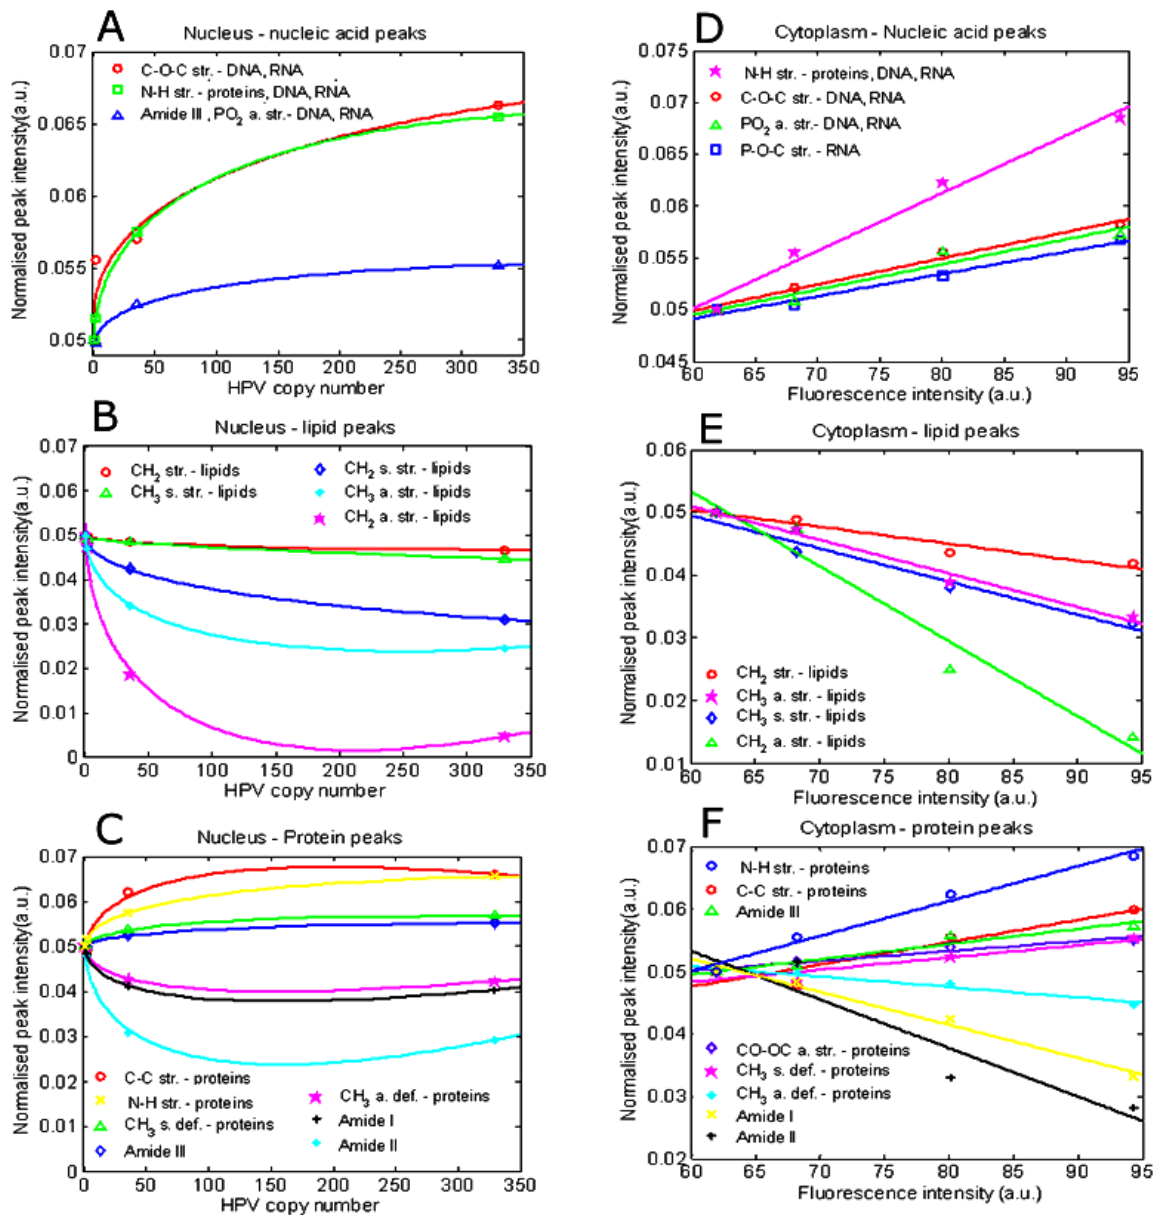 A
Nucleus - nucleic acid peaks
Normalised peak intensity(a.u.)
0.07
0.065
0.06
0.055
0.05
C-O-C str.- DNA, RNA
N-H str. - proteins, DNA, RNA
Amide III , PO2 a. str.- DNA, RNA
0 50 100 150 200 250 300 350
HPV copy number
D
Cytoplasm - Nucleic acid peaks
Normalised peak intensity(a.u.)
0.075
0.07
0.065
0.06
0.055
0.05
0.045
N-H str. - proteins, DNA, RNA
C-O-C str. - DNA, RNA
PO2 a. str.- DNA, RNA
P-O-C str. - RNA
60 65 70 75 80 85 90 95
Fluorescence intensity (a.u.)
B
Nucleus - lipid peaks
Normalised peak intensity(a.u.)
0.07
0.06
0.05
0.04
0.03
0.02
0.01
0
CH2 str. - lipids
CH3 s. str. - lipids
CH2 s. str. - lipids
CH3 a. str. - lipids
CH2 a. str. - lipids
0 50 100 150 200 250 300 350
HPV copy number
E
Cytoplasm - lipid peaks
Normalised peak intensity(a.u.)
0.06
0.05
0.04
0.03
0.02
0.01
CH2 str. - lipids
CH3 a. str. - lipids
CH3 s. str. - lipids
CH2 a. str. - lipids
60 65 70 75 80 85 90 95
Fluorescence intensity (a.u.)
C
Nucleus - Protein peaks
Normalised peak intensity(a.u.)
0.07
0.06
0.05
0.04
0.03
0.02
0.01
0
C-C str. - proteins
N-H str. - proteins
CH3 s. def. - proteins
Amide III
CH3 a. def. - proteins
Amide I
Amide II
0 50 100 150 200 250 300 350
HPV copy number
F
Cytoplasm - protein peaks
Normalised peak intensity(a.u.)
0.07
0.06
0.05
0.04
0.03
0.02
N-H str. - proteins
C-C str. - proteins
Amide III
CO-OC a. str. - proteins
CH3 s. def. - proteins
CH3 a. def. - proteins
Amide I
Amide II
60 65 70 75 80 85 90 95
Fluorescence intensity (a.u.)